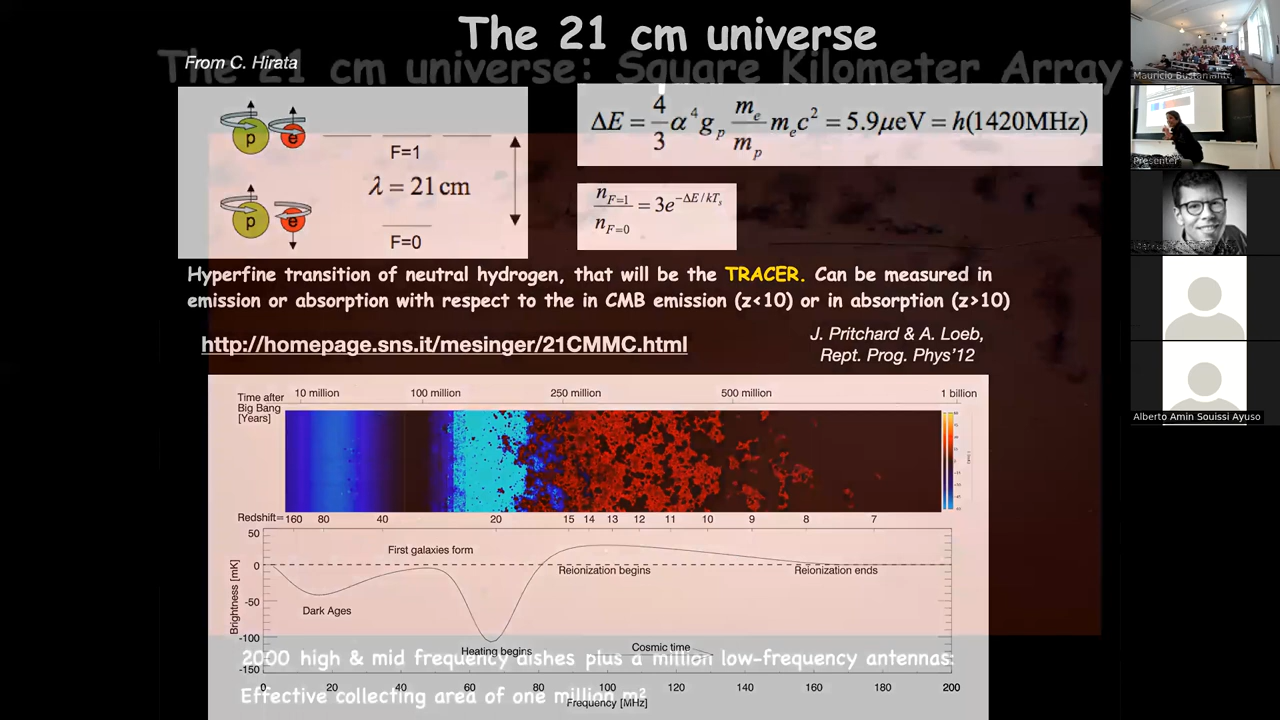 The 21 cm universe
The 21 cm universe: Square Kilometer Array
From C. Hirata
p e
F=1
λ = 21 cm
p e
F=0
ΔE = 4/3 α⁴ g_p m_e/m_p m_e c² = 5.9μeV = h(1420MHz)
n_F=1/n_F=0 = 3e^−ΔE/kT_s
Hyperfine transition of neutral hydrogen, that will be the TRACER. Can be measured in
emission or absorption with respect to the in CMB emission (z<10) or in absorption (z>10)
http://homepage.sns.it/mesinger/21CMMC.html
J. Pritchard & A. Loeb,
Rept. Prog. Phys'12
Time after
Big Bang
[Years]
10 million 100 million 250 million 500 million 1 billion
Redshift= 160 80 40 20 15 14 13 12 11 10 9 8 7
50
0
-50
-100
-150
Brightness [mK]
First galaxies form
Reionization begins
Reionization ends
Dark Ages
Heating begins
Cosmic time
2000 high & mid frequency dishes plus a million low-frequency antennas:
0 20 40 60 80 100 120 140 160 180 200
Effective collecting area of one million m²
Frequency [MHz]
Mauricio Bustamante
Presenter
Alberto Amin Souissi Ayuso